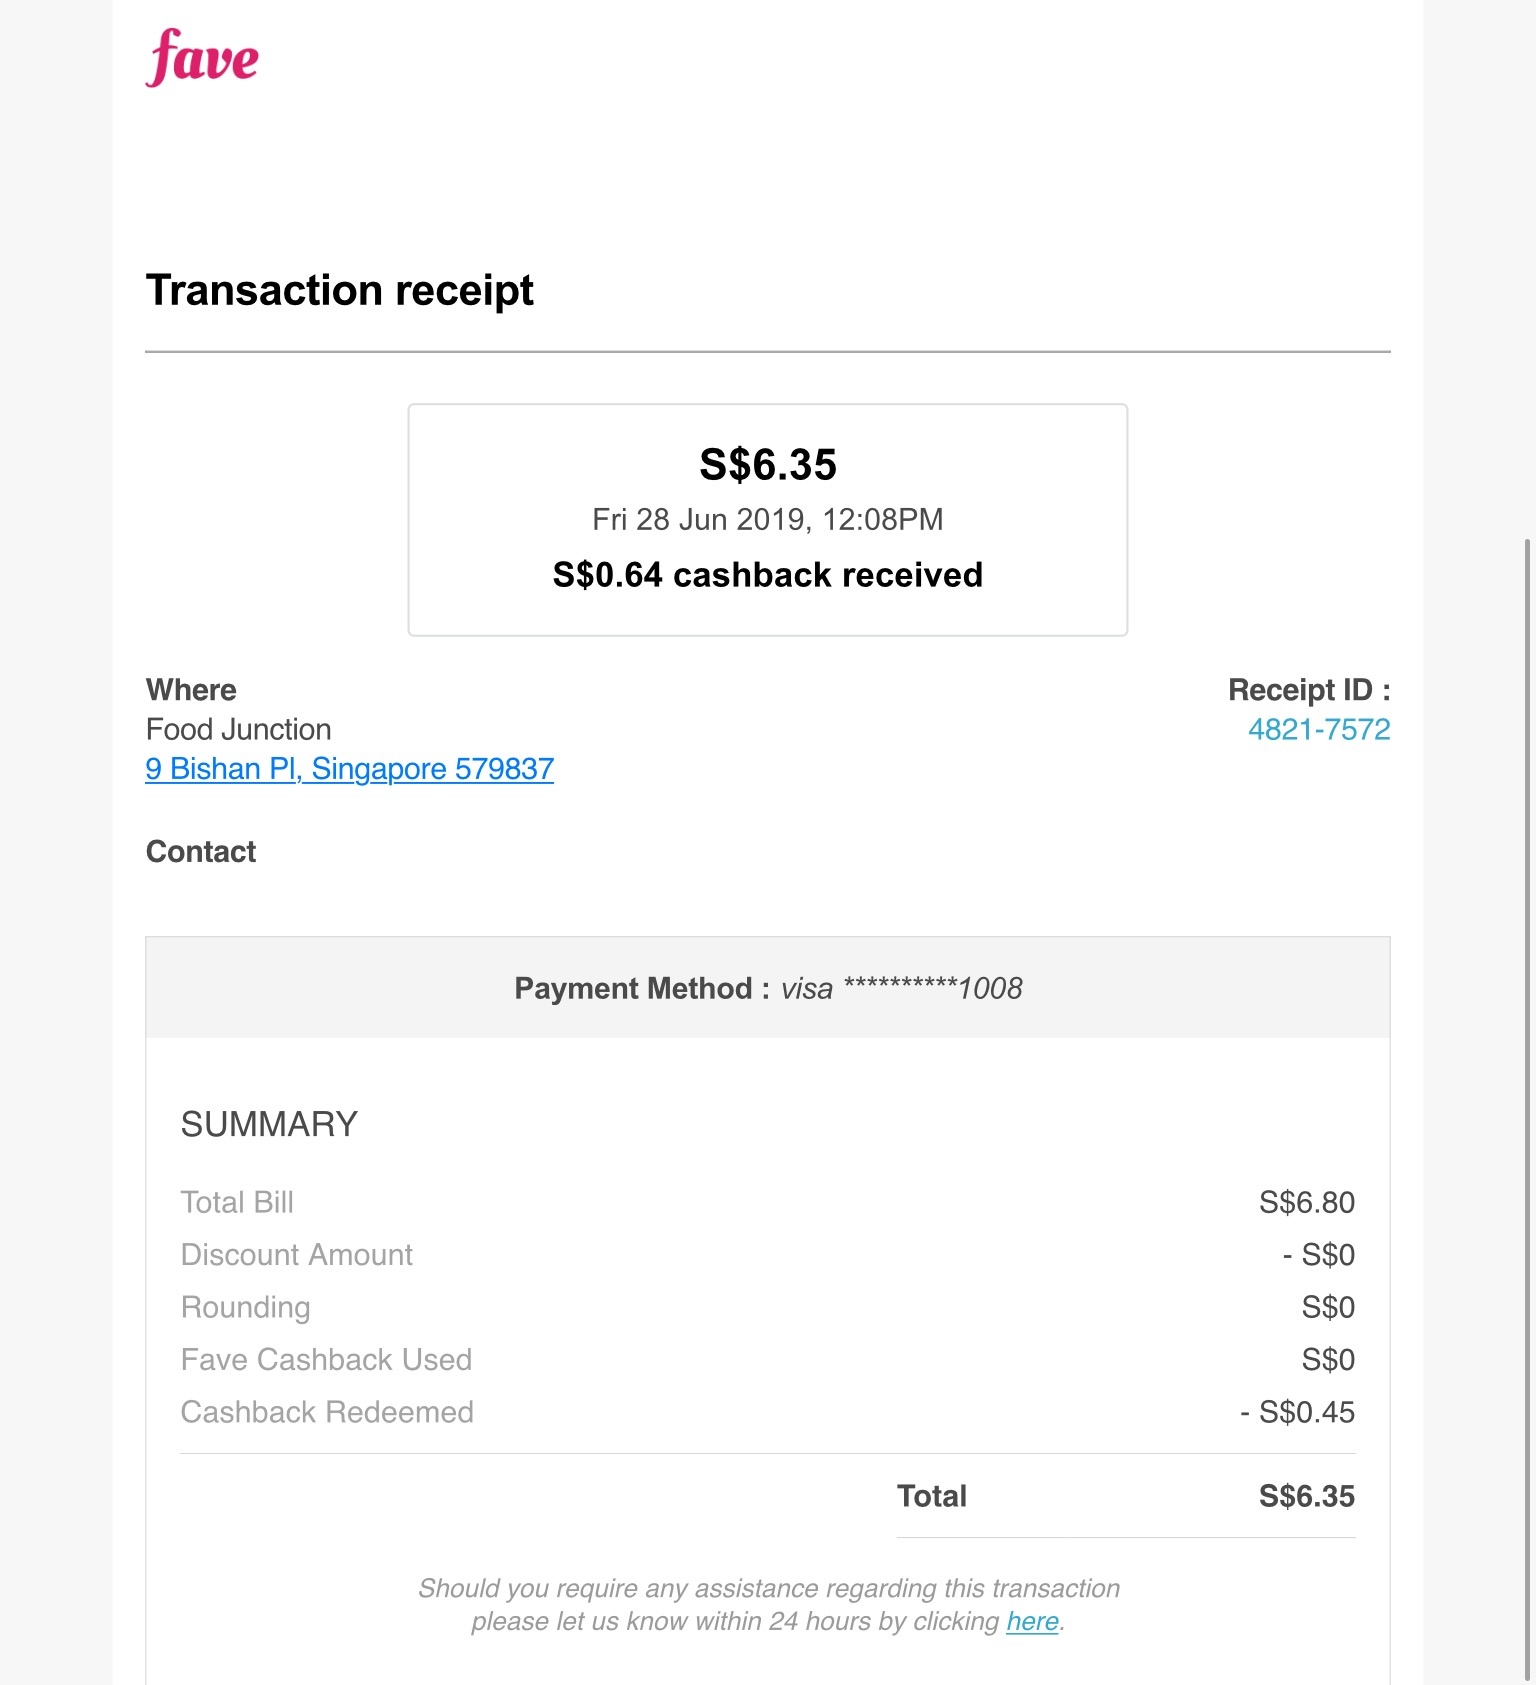 fave
Transaction receipt
S$6.35
Fri 28 Jun 2019, 12:08PM
S$0.64 cashback received
Where
Food Junction
9 Bishan Pl, Singapore 579837
Receipt ID :
4821-7572
Contact
Payment Method : visa **********1008
SUMMARY
Total Bill S$6.80
Discount Amount - S$0
Rounding S$0
Fave Cashback Used S$0
Cashback Redeemed - S$0.45
Total S$6.35
Should you require any assistance regarding this transaction
please let us know within 24 hours by clicking here.